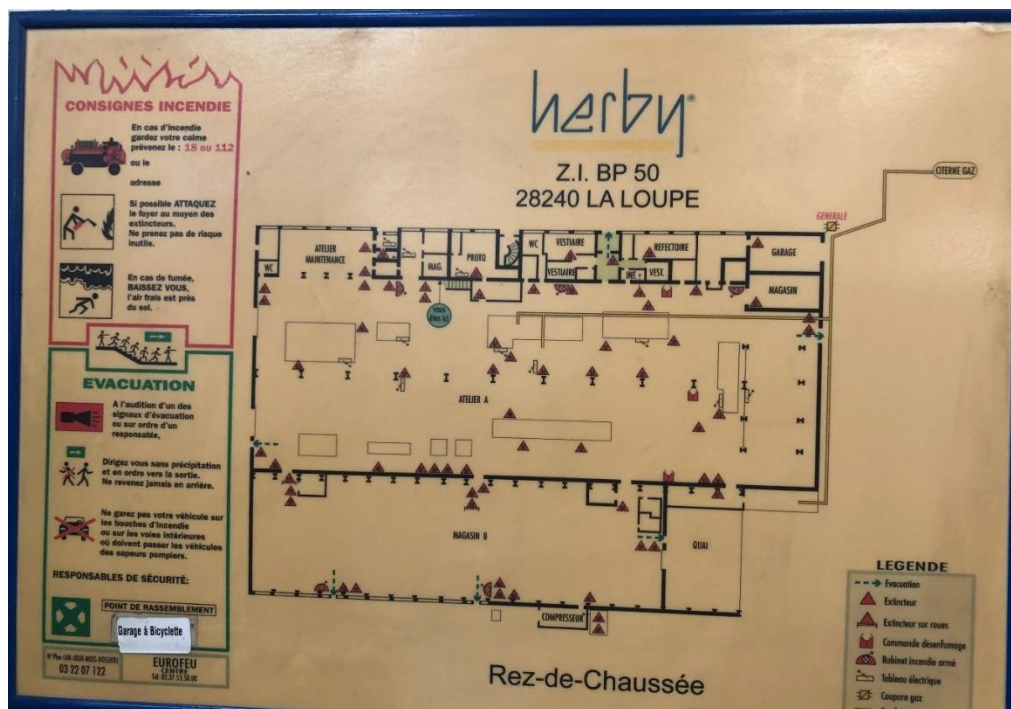 CONSIGNES INCENDIE
En cas d'incendie
gardez votre calme
prévenez le : 18 ou 112
ou le
adresse
Si possible ATTAQUEZ
le foyer au moyen des
extincteurs.
Ne prenez pas de risque
inutile.
En cas de fumée,
BAISSEZ VOUS,
l'air frais est près
du sol.
EVACUATION
A l'audition d'un des
signaux d'évacuation
ou sur ordre d'un
responsable,
Dirigez vous sans précipitation
et en ordre vers la sortie.
Ne revenez jamais en arrière.
Ne garez pas votre véhicule sur
les bouches d'incendie
ou sur les voies intérieures
où doivent passer les véhicules
des sapeurs pompiers.
RESPONSABLES DE SÉCURITÉ:
POINT DE RASSEMBLEMENT
Garage à Bicyclette
03 22 07 122
EUROFEU
CENTRE
herby®
Z.I. BP 50
28240 LA LOUPE
CITERNE GAZ
GENERALE
WC
ATELIER
MAINTENANCE
MAG.
PROTO
WC
VESTIAIRE
VESTIAIRE
REFECTOIRE
INF.
VEST.
GARAGE
MAGASIN
vous
êtes ici
ATELIER A
MAGASIN B
QUAI
COMPRESSEUR
Rez-de-Chaussée
LEGENDE
Evacuation
Extincteur
Extincteur sur roues
Commande désenfumage
Robinet incendie armé
Tableau électrique
Coupure gaz